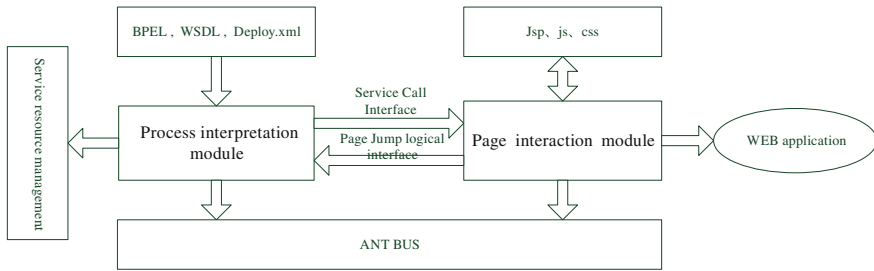 BPEL , WSDL , Deploy.xml
Jsp、js、css
Service resource management
Service Call
Interface
Process interpretation
module
Page Jump logical
interface
Page interaction module
WEB application
ANT BUS